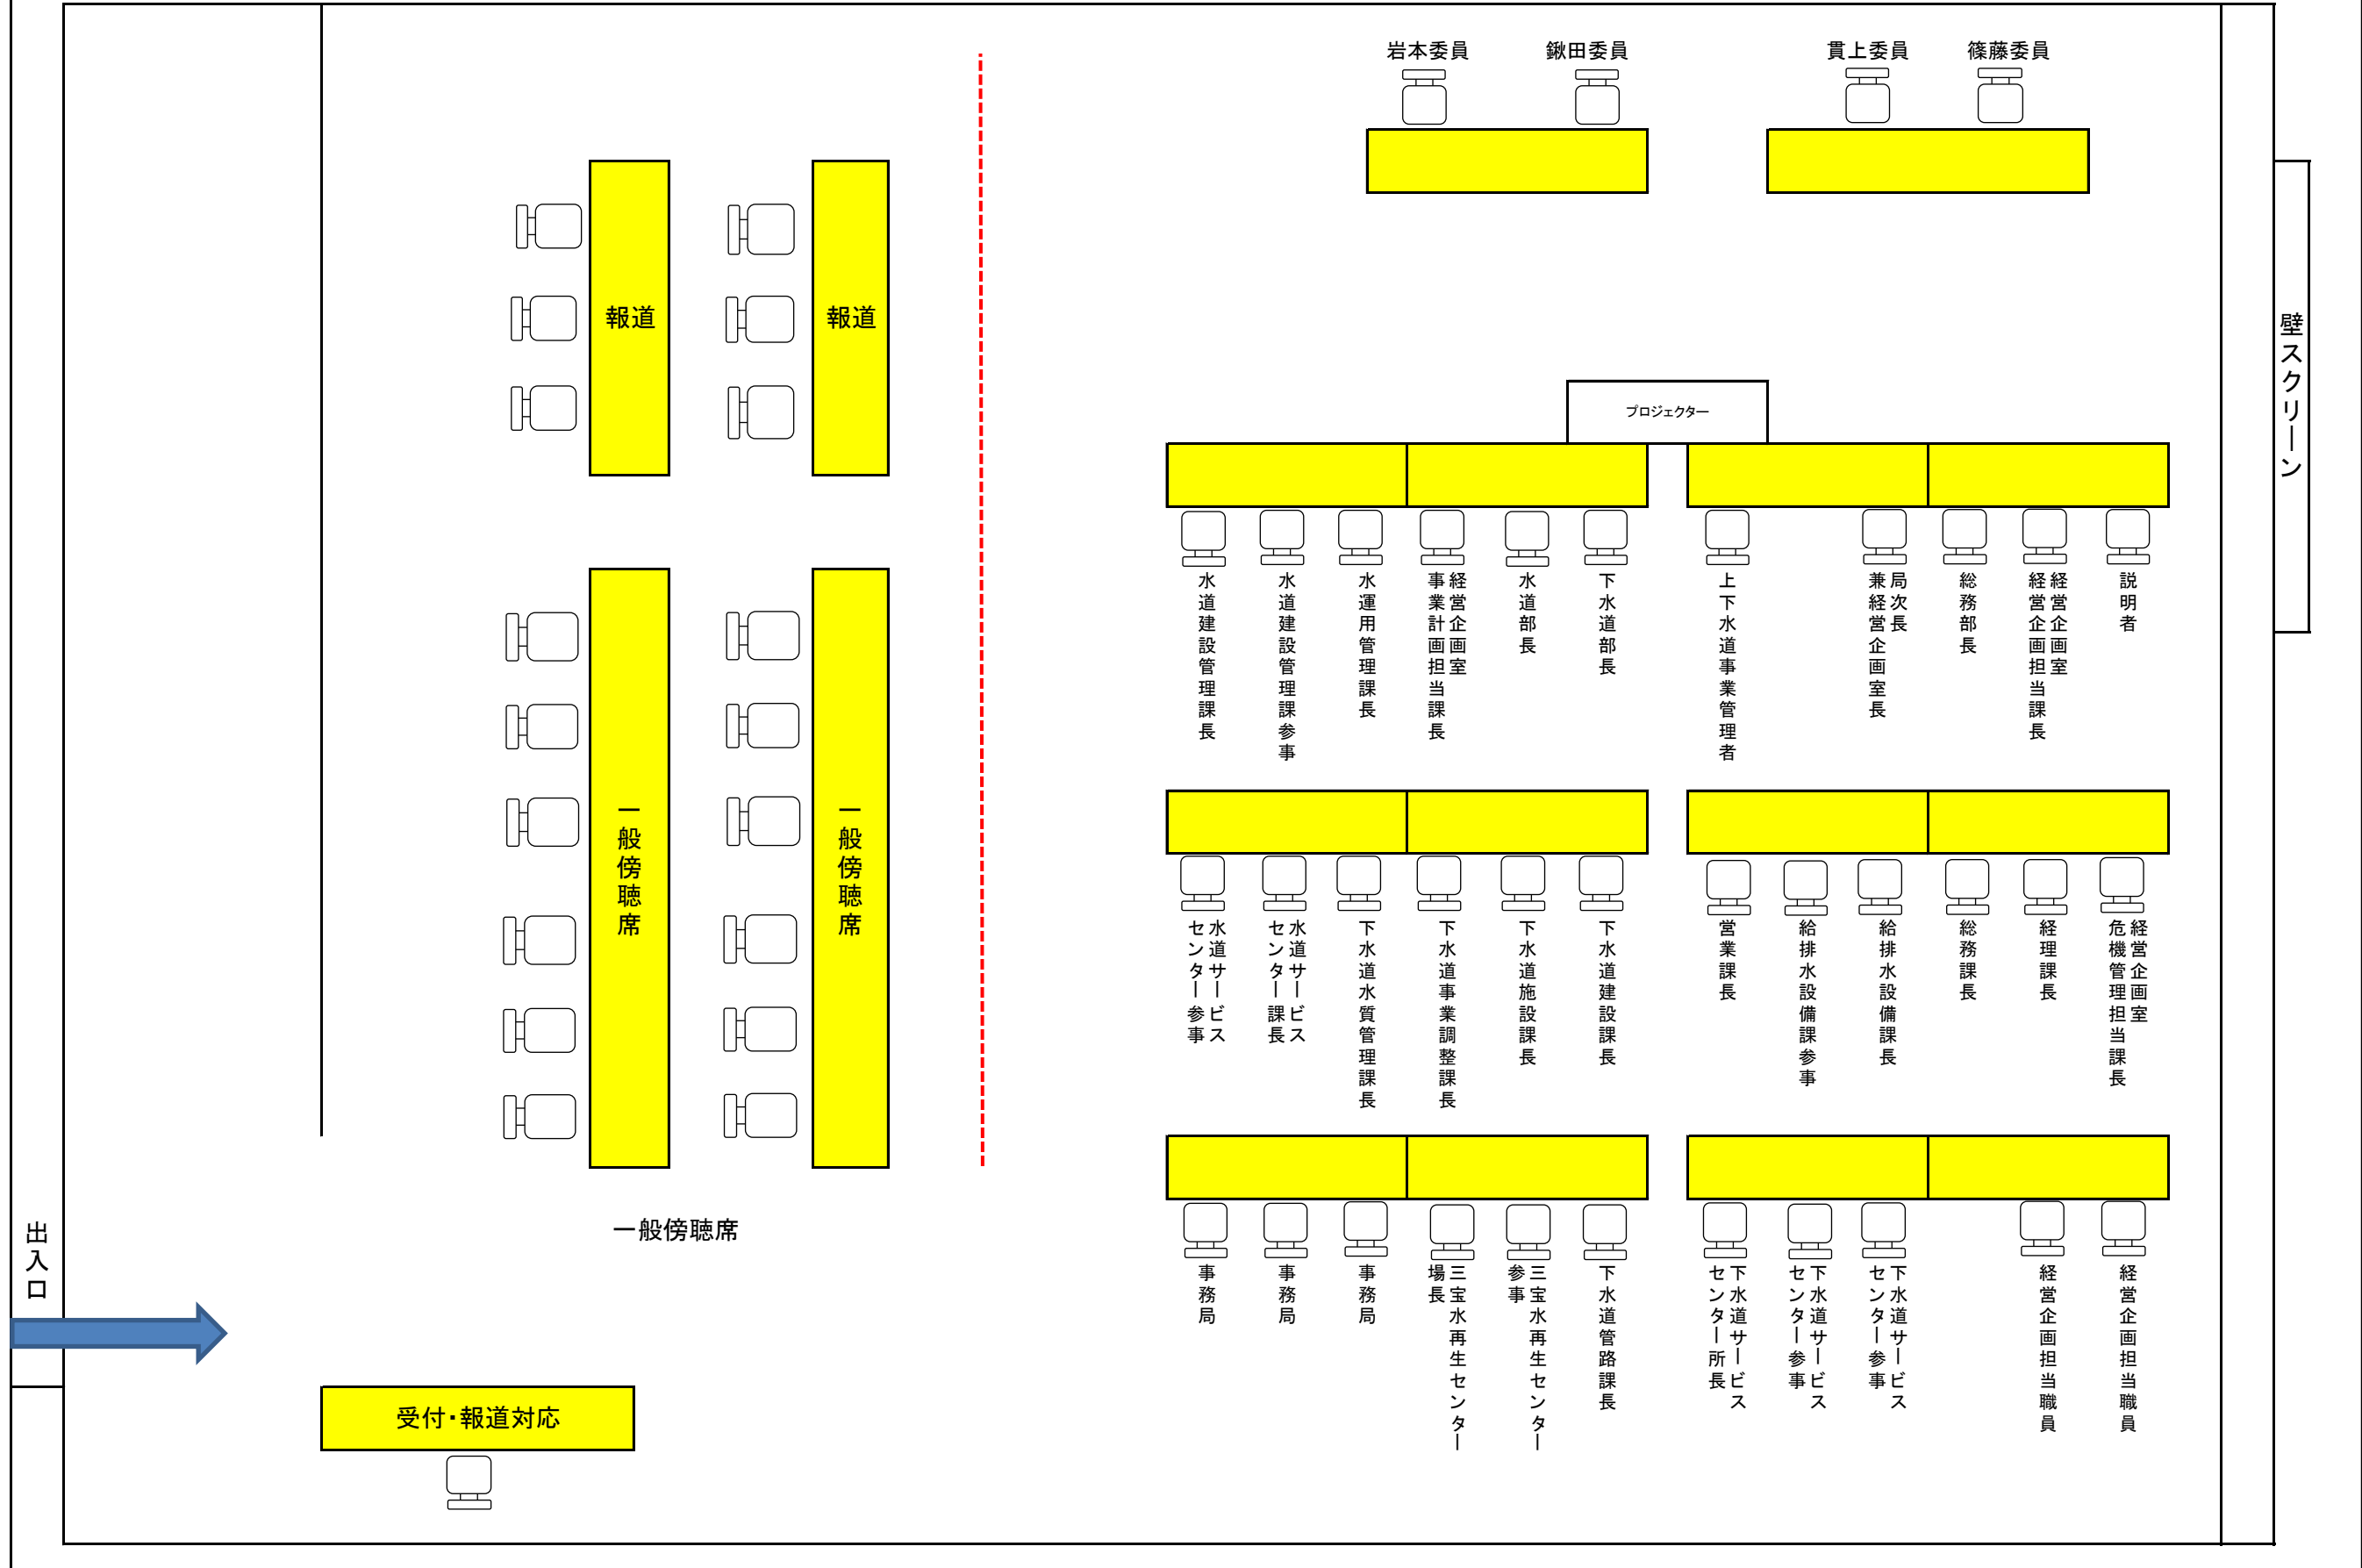 岩本委員
鍬田委員
貫上委員
篠藤委員
報道
報道
壁スクリーン
プロジェクター
水道建設管理課長
水道建設管理課参事
水運用管理課長
経営企画室
事業計画担当課長
水道部長
下水道部長
上下水道事業管理者
局次長
兼経営企画室長
総務部長
経営企画室
経営企画担当課長
説明者
一般傍聴席
一般傍聴席
水道サービス
センター参事
水道サービス
センター課長
下水道水質管理課長
下水道事業調整課長
下水道施設課長
下水道建設課長
営業課長
給排水設備課参事
給排水設備課長
総務課長
経理課長
経営企画室
危機管理担当課長
一般傍聴席
出入口
事務局
事務局
事務局
三宝水再生センター
場長
三宝水再生センター
参事
下水道管路課長
下水道サービス
センター所長
下水道サービス
センター参事
下水道サービス
センター参事
経営企画担当職員
経営企画担当職員
受付・報道対応